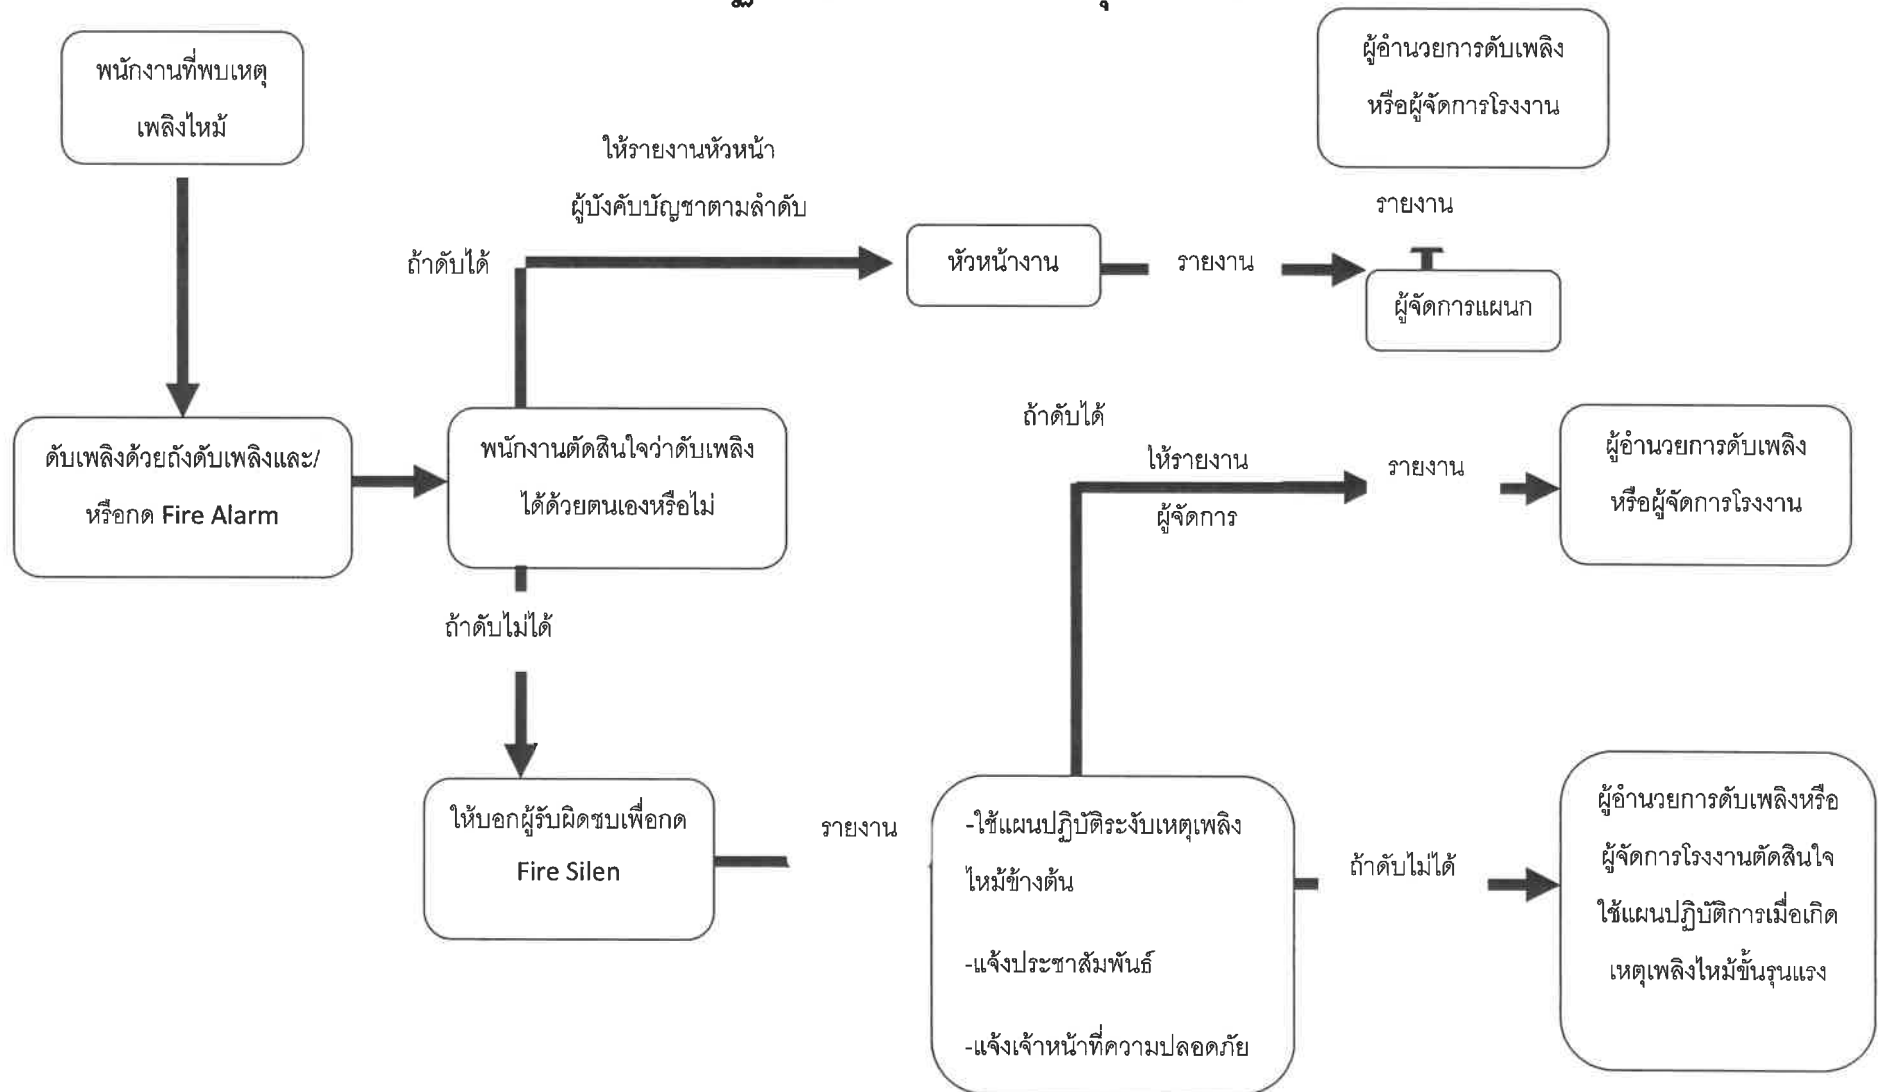 พนักงานที่พบเหตุ
เพลิงไหม้
ผู้อำนวยการดับเพลิง
หรือผู้จัดการโรงงาน
ให้รายงานหัวหน้า
ผู้บังคับบัญชาตามลำดับ
รายงาน
ถ้าดับได้
หัวหน้างาน
รายงาน
ผู้จัดการแผนก
ดับเพลิงด้วยถังดับเพลิงและ/
หรือกด Fire Alarm
พนักงานตัดสินใจว่าดับเพลิง
ได้ด้วยตนเองหรือไม่
ถ้าดับได้
ให้รายงาน
ผู้จัดการ
รายงาน
ผู้อำนวยการดับเพลิง
หรือผู้จัดการโรงงาน
ถ้าดับไม่ได้
ให้บอกผู้รับผิดชบเพื่อกด
Fire Silen
รายงาน
-ใช้แผนปฏิบัติระงับเหตุเพลิง
ไหม้ข้างต้น
-แจ้งประชาสัมพันธ์
-แจ้งเจ้าหน้าที่ความปลอดภัย
ถ้าดับไม่ได้
ผู้อำนวยการดับเพลิงหรือ
ผู้จัดการโรงงานตัดสินใจ
ใช้แผนปฏิบัติการเมื่อเกิด
เหตุเพลิงไหม้ขั้นรุนแรง